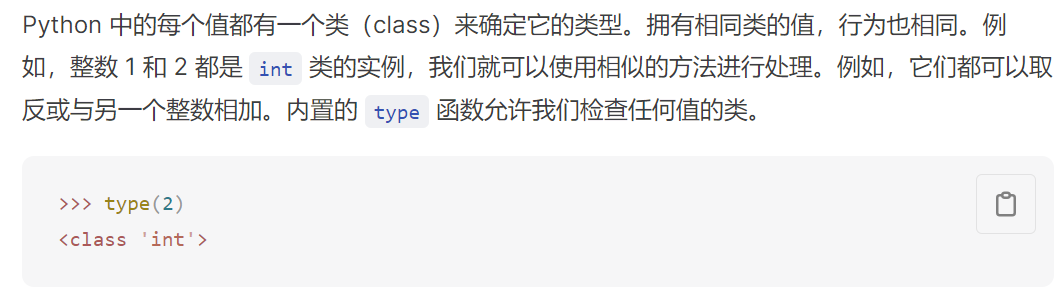 Python 中的每个值都有一个类（class）来确定它的类型。拥有相同类的值，行为也相同。例
如，整数 1 和 2 都是 int 类的实例，我们就可以使用相似的方法进行处理。例如，它们都可以取
反或与另一个整数相加。内置的 type 函数允许我们检查任何值的类。
>>> type(2)
<class 'int'>